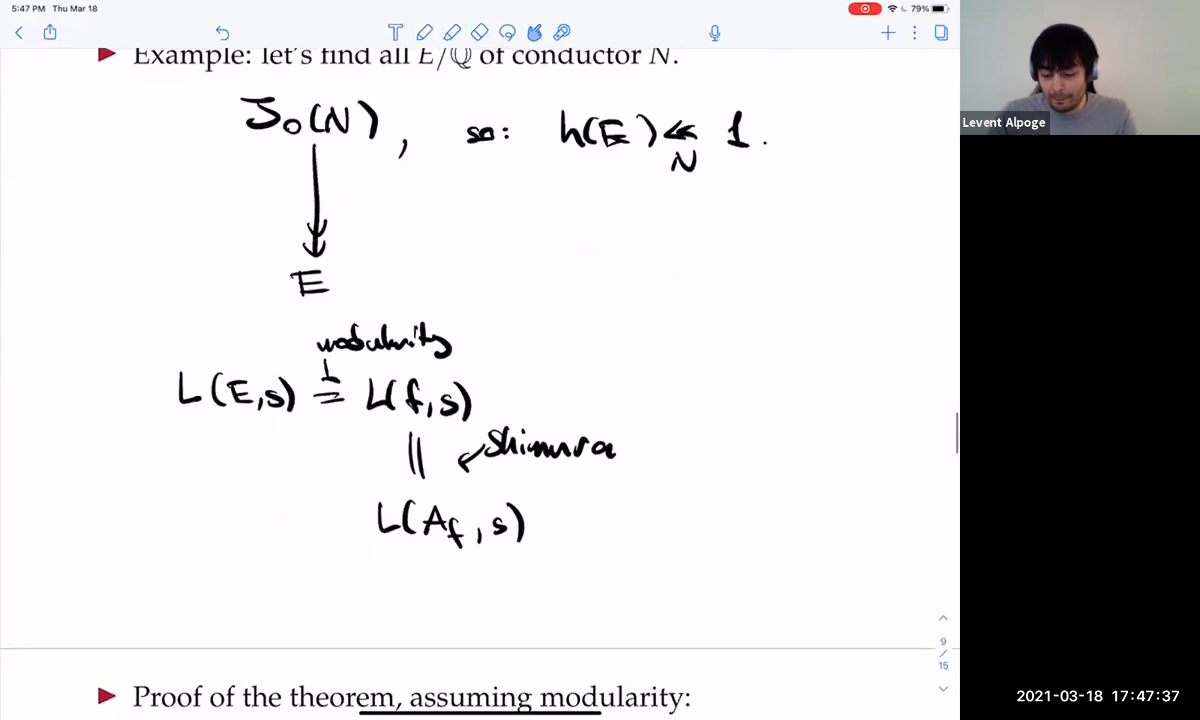 5:47 PM Thu Mar 18
79%
Example: let's find all E/ℚ of conductor N.
J₀(N), so: h(E) ≪_N 1.
E
modularity
L(E,s) = L(f,s)
|| Shimura
L(A_f, s)
9
/
15
Proof of the theorem, assuming modularity:
Levent Alpoge
2021-03-18 17:47:37